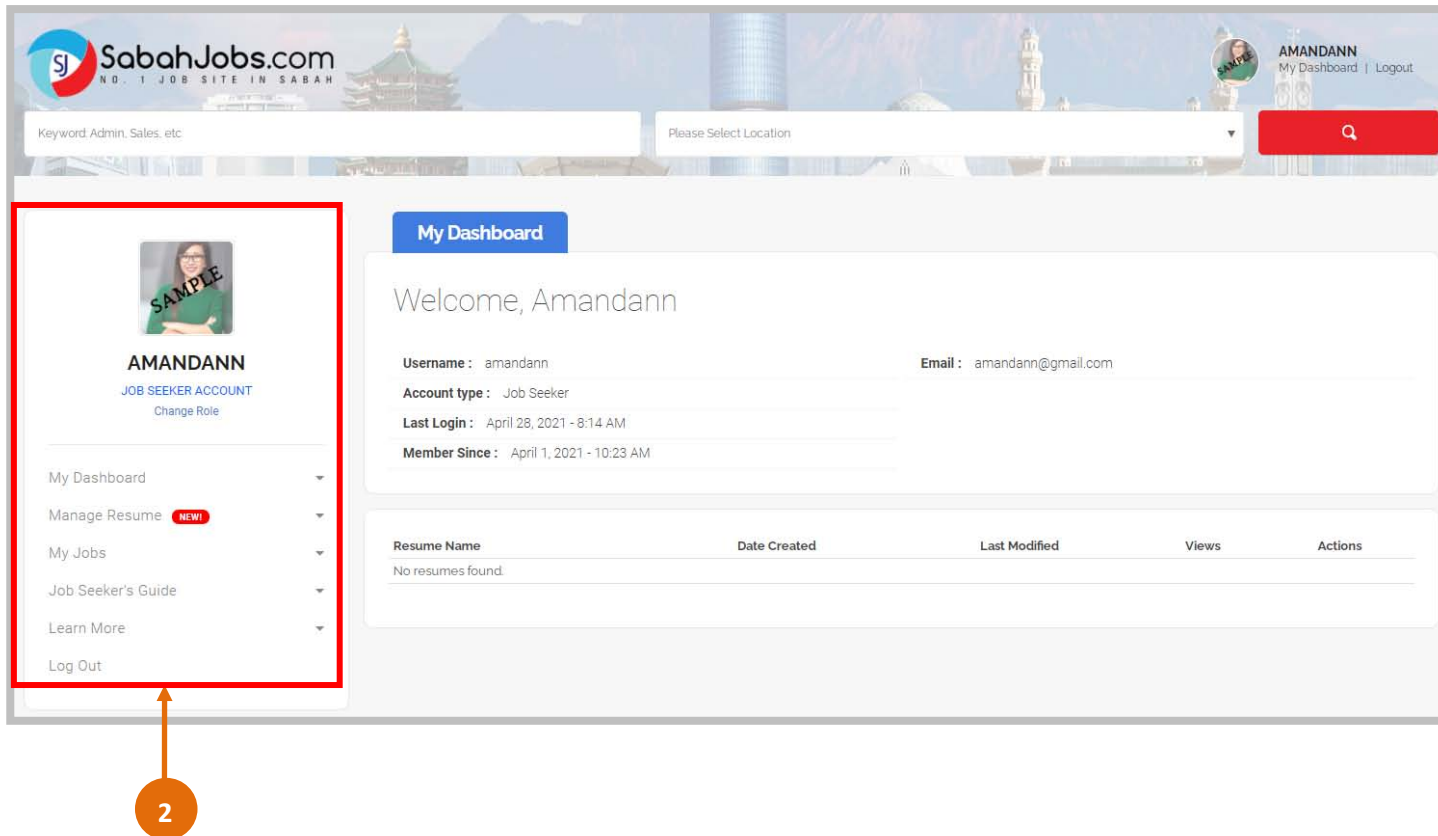 SJ SabahJobs.com
NO. 1 JOB SITE IN SABAH
SAMPLE
AMANDANN
My Dashboard | Logout
Keyword: Admin, Sales, etc
Please Select Location
SAMPLE
AMANDANN
JOB SEEKER ACCOUNT
Change Role
My Dashboard
Manage Resume NEW!
My Jobs
Job Seeker's Guide
Learn More
Log Out
My Dashboard
Welcome, Amandann
Username : amandann Email : amandann@gmail.com
Account type : Job Seeker
Last Login : April 28, 2021 - 8:14 AM
Member Since : April 1, 2021 - 10:23 AM
Resume Name Date Created Last Modified Views Actions
No resumes found.
2